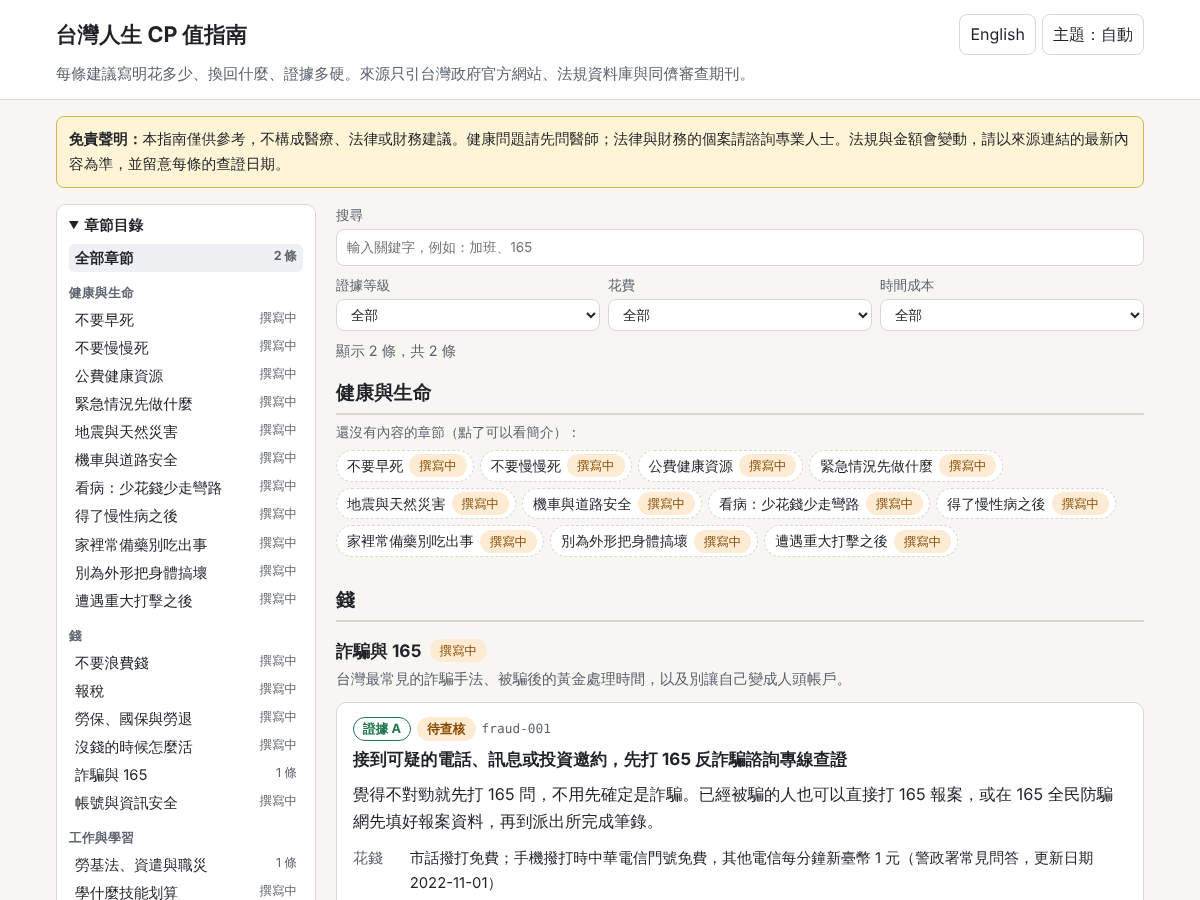 台灣人生 CP 值指南
English
主題：自動
每條建議寫明花多少、換回什麼、證據多硬。來源只引台灣政府官方網站、法規資料庫與同儕審查期刊。
免責聲明：本指南僅供參考，不構成醫療、法律或財務建議。健康問題請先問醫師；法律與財務的個案請諮詢專業人士。法規與金額會變動，請以來源連結的最新內
容為準，並留意每條的查證日期。
▼ 章節目錄
全部章節 2 條
健康與生命
不要早死 撰寫中
不要慢慢死 撰寫中
公費健康資源 撰寫中
緊急情況先做什麼 撰寫中
地震與天然災害 撰寫中
機車與道路安全 撰寫中
看病：少花錢少走彎路 撰寫中
得了慢性病之後 撰寫中
家裡常備藥別吃出事 撰寫中
別為外形把身體搞壞 撰寫中
遭遇重大打擊之後 撰寫中
錢
不要浪費錢 撰寫中
報稅 撰寫中
勞保、國保與勞退 撰寫中
沒錢的時候怎麼活 撰寫中
詐騙與 165 1 條
帳號與資訊安全 撰寫中
工作與學習
勞基法、資遣與職災 1 條
學什麼技能划算 撰寫中
搜尋
輸入關鍵字，例如：加班、165
證據等級 花費 時間成本
全部 全部 全部
顯示 2 條，共 2 條
健康與生命
還沒有內容的章節（點了可以看簡介）：
不要早死 撰寫中 不要慢慢死 撰寫中 公費健康資源 撰寫中 緊急情況先做什麼 撰寫中
地震與天然災害 撰寫中 機車與道路安全 撰寫中 看病：少花錢少走彎路 撰寫中 得了慢性病之後 撰寫中
家裡常備藥別吃出事 撰寫中 別為外形把身體搞壞 撰寫中 遭遇重大打擊之後 撰寫中
錢
詐騙與 165 撰寫中
台灣最常見的詐騙手法、被騙後的黃金處理時間，以及別讓自己變成人頭帳戶。
證據 A 待查核 fraud-001
接到可疑的電話、訊息或投資邀約，先打 165 反詐騙諮詢專線查證
覺得不對勁就先打 165 問，不用先確定是詐騙。已經被騙的人也可以直接打 165 報案，或在 165 全民防騙
網先填好報案資料，再到派出所完成筆錄。
花錢 市話撥打免費；手機撥打時中華電信門號免費，其他電信每分鐘新臺幣 1 元（警政署常見問答，更新日期
2022-11-01）